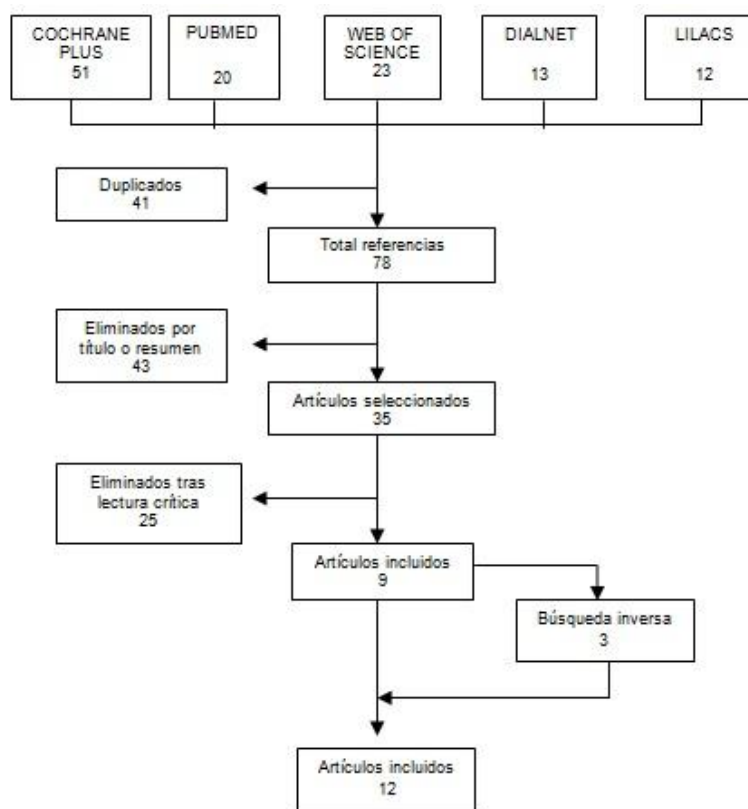 COCHRANE
PLUS
51
PUBMED
20
WEB OF
SCIENCE
23
DIALNET
13
LILACS
12
Duplicados
41
Total referencias
78
Eliminados por
título o resumen
43
Artículos seleccionados
35
Eliminados tras
lectura crítica
25
Artículos incluidos
9
Búsqueda inversa
3
Artículos incluidos
12